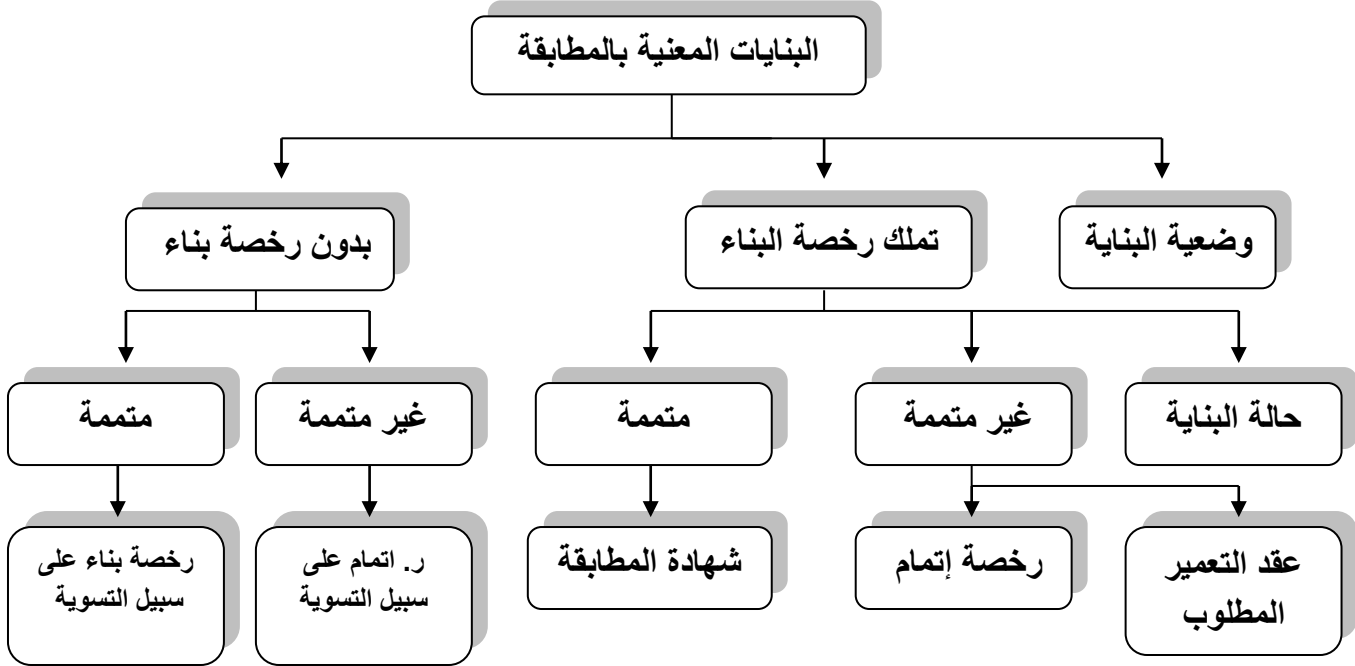 البنايات المعنية بالمطابقة
وضعية البناية
تملك رخصة البناء
بدون رخصة بناء
حالة البناية
غير متممة
متممة
غير متممة
متممة
عقد التعمير
المطلوب
رخصة إتمام
شهادة المطابقة
ر. اتمام على
سبيل التسوية
رخصة بناء على
سبيل التسوية